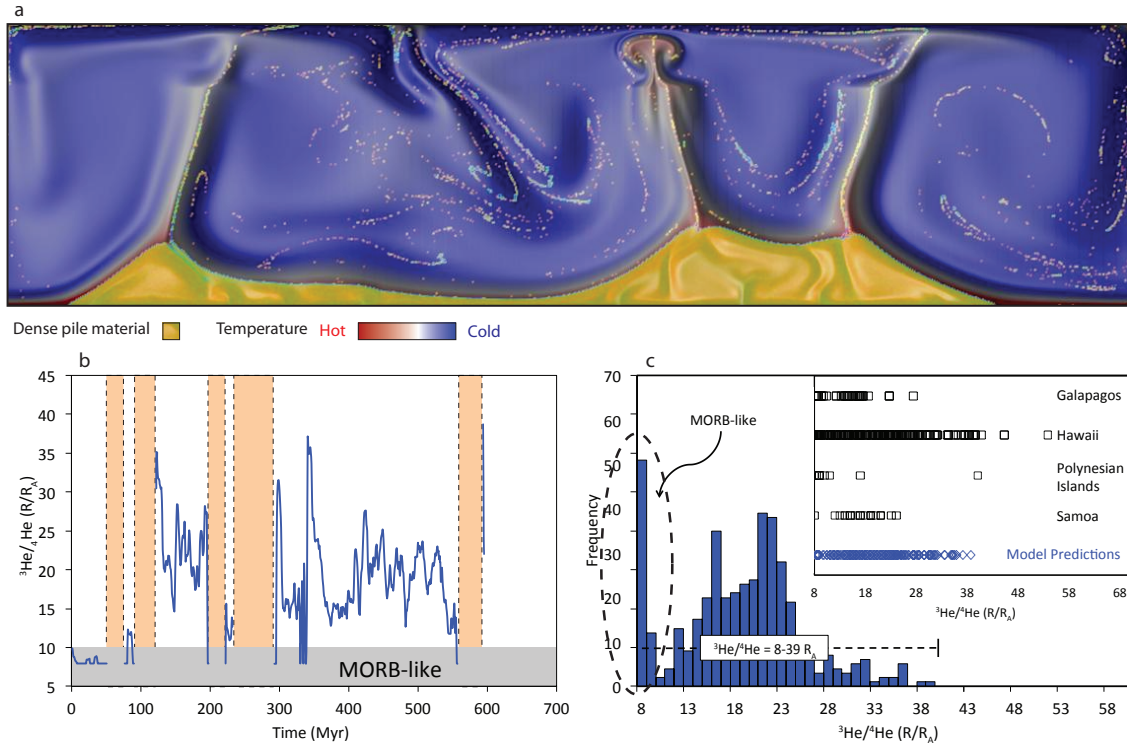 a
Dense pile material Temperature Hot Cold
b
45
40
35
30
25
20
15
10
5
³He/⁴He (R/R_A)
MORB-like
0 100 200 300 400 500 600 700
Time (Myr)
c
70
60
50
40
30
20
10
0
Frequency
MORB-like
³He/⁴He = 8-39 R_A
8 13 18 23 28 33 38 43 48 53 58
³He/⁴He (R/R_A)
Galapagos
Hawaii
Polynesian
Islands
Samoa
Model Predictions
8 18 28 38 48 58 68
³He/⁴He (R/R_A)